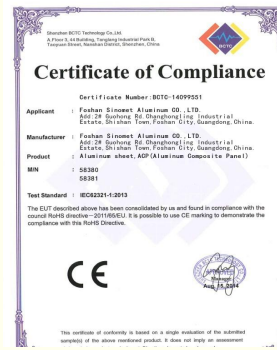 Shenzhen BCTC Technology Co.,Ltd.
A Floor 3, 44 Building, Tanglang Industrial Park B,
Taoyuan Street, Nanshan District, Shenzhen, China
BCTC
Certificate of Compliance
Certificate Number:BCTC-14099551
Applicant : Foshan Sinomet Aluminum CO.,LTD.
Add:2# Guohong Rd.Changhongling Industrial
Estate,Shishan Town,Foshan City,Guangdong,China.
Manufacturer : Foshan Sinomet Aluminum CO.,LTD.
Add:2# Guohong Rd.Changhongling Industrial
Estate,Shishan Town,Foshan City,Guangdong,China.
Product : Aluminum sheet,ACP(Aluminum Composite Panel)
M/N : 58380
58381
Test Standard : IEC62321-1:2013
The EUT described above has been consolidated by us and found in compliance with the
council RoHS directive—2011/65/EU. It is possible to use CE marking to demonstrate the
compliance with this RoHS Directive.
CE
APPROVED
Manager
Aug. 15, 2014
This certificate of conformity is based on a single evaluation of the submitted
sample(s) of the above mentioned product. It does not imply an assessment